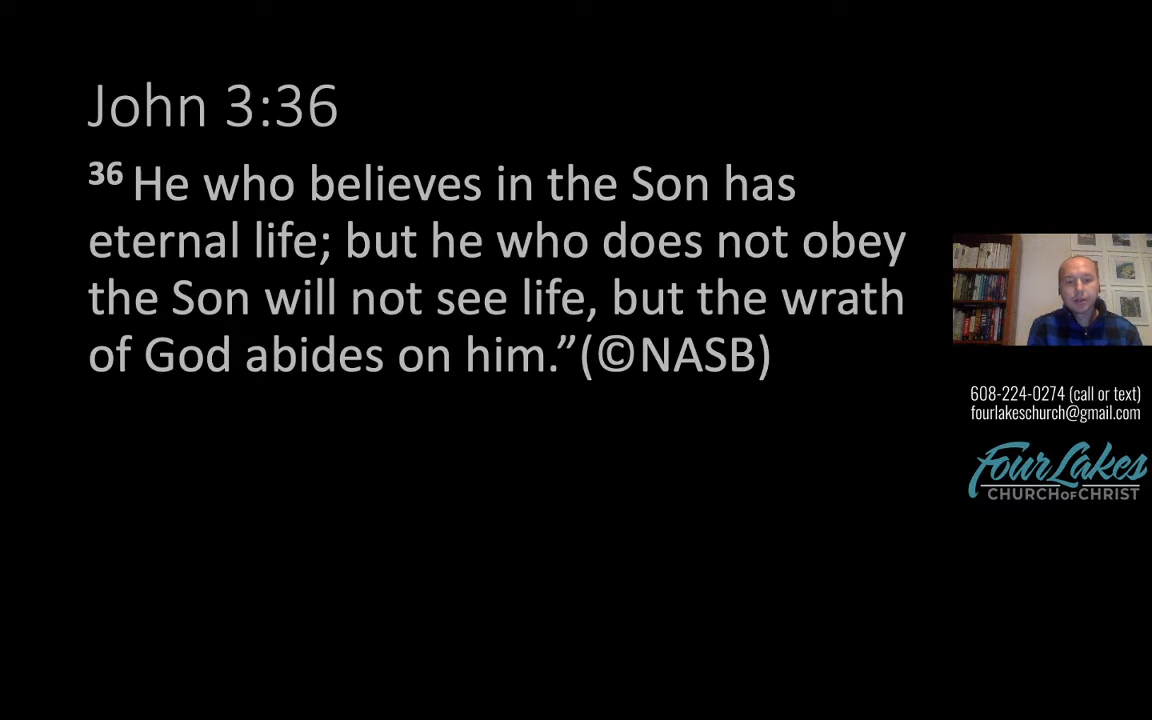 John 3:36
36 He who believes in the Son has
eternal life; but he who does not obey
the Son will not see life, but the wrath
of God abides on him.”(©NASB)
608-224-0274 (call or text)
fourlakeschurch@gmail.com
Four Lakes
CHURCH OF CHRIST